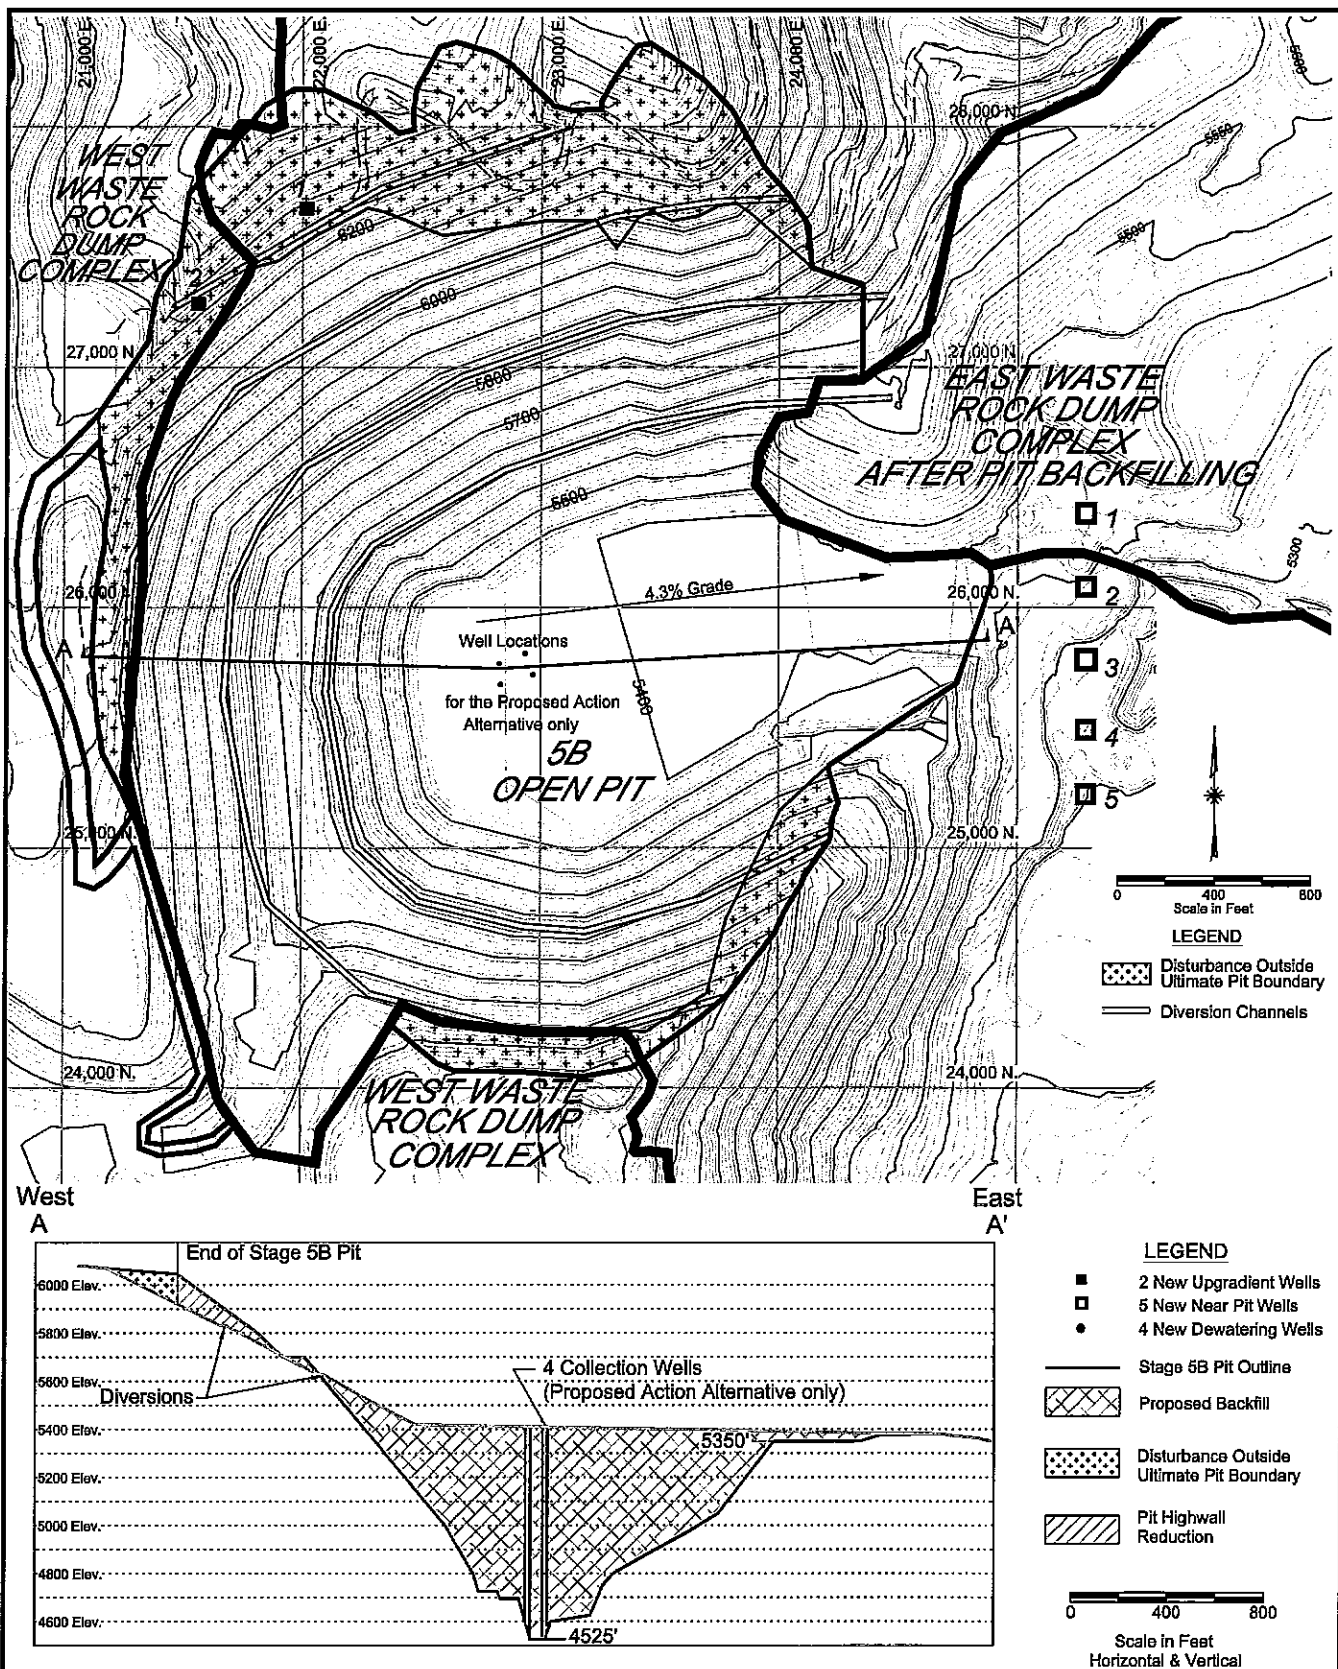 21,000 E.
22,000 E.
23,000 E.
24,000 E.
28,000 N.
5550
5500
WEST
WASTE
ROCK
DUMP
COMPLEX
2
6200
6000
5800
5700
5500
27,000 N.
27,000 N.
EAST WASTE
ROCK DUMP
COMPLEX
AFTER PIT BACKFILLING
1
2
3
4
5
5300
26,000 N.
26,000 N.
4.3% Grade
A
A'
Well Locations
for the Proposed Action
Alternative only
5400
5B
OPEN PIT
25,000 N.
25,000 N.
0 400 800
Scale in Feet
LEGEND
Disturbance Outside
Ultimate Pit Boundary
Diversion Channels
24,000 N.
24,000 N.
WEST WASTE
ROCK DUMP
COMPLEX
West
A
East
A'
End of Stage 5B Pit
6000 Elev.
5800 Elev.
5600 Elev.
5400 Elev.
5200 Elev.
5000 Elev.
4800 Elev.
4600 Elev.
Diversions
4 Collection Wells
(Proposed Action Alternative only)
5350'
4525'
LEGEND
2 New Upgradient Wells
5 New Near Pit Wells
4 New Dewatering Wells
Stage 5B Pit Outline
Proposed Backfill
Disturbance Outside
Ultimate Pit Boundary
Pit Highwall
Reduction
0 400 800
Scale in Feet
Horizontal & Vertical